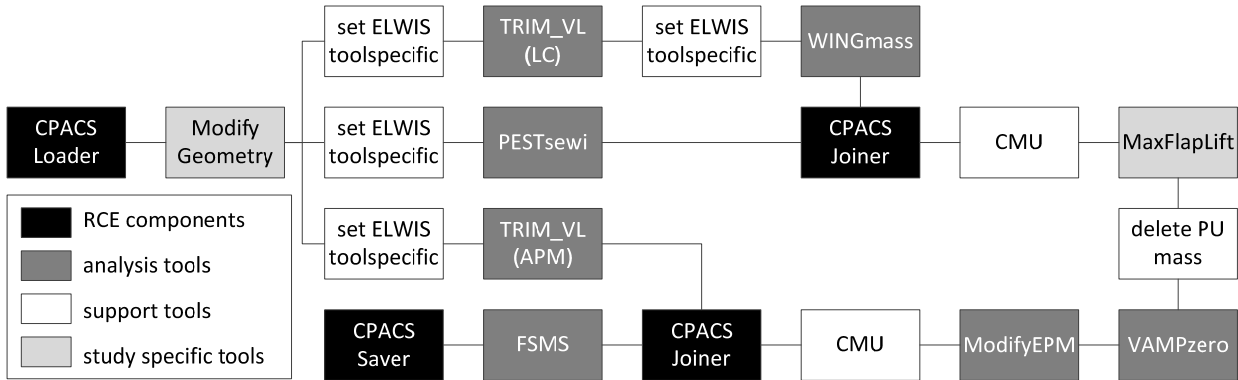 set ELWIS
toolspecific
TRIM_VL
(LC)
set ELWIS
toolspecific
WINGmass
CPACS
Loader
Modify
Geometry
set ELWIS
toolspecific
PESTsewi
CPACS
Joiner
CMU
MaxFlapLift
RCE components
analysis tools
support tools
study specific tools
set ELWIS
toolspecific
TRIM_VL
(APM)
delete PU
mass
CPACS
Saver
FSMS
CPACS
Joiner
CMU
ModifyEPM
VAMPzero